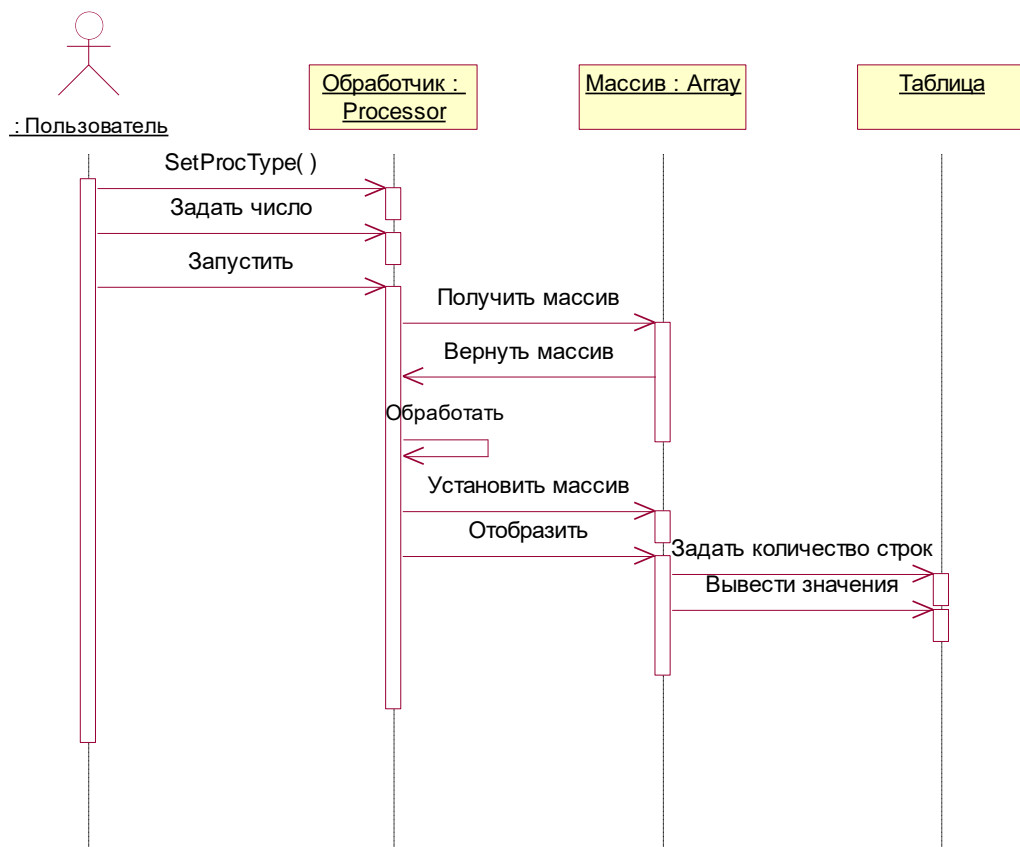 : Пользователь
Обработчик :
Processor
Массив : Array
Таблица
SetProcType( )
Задать число
Запустить
Получить массив
Вернуть массив
Обработать
Установить массив
Отобразить
Задать количество строк
Вывести значения